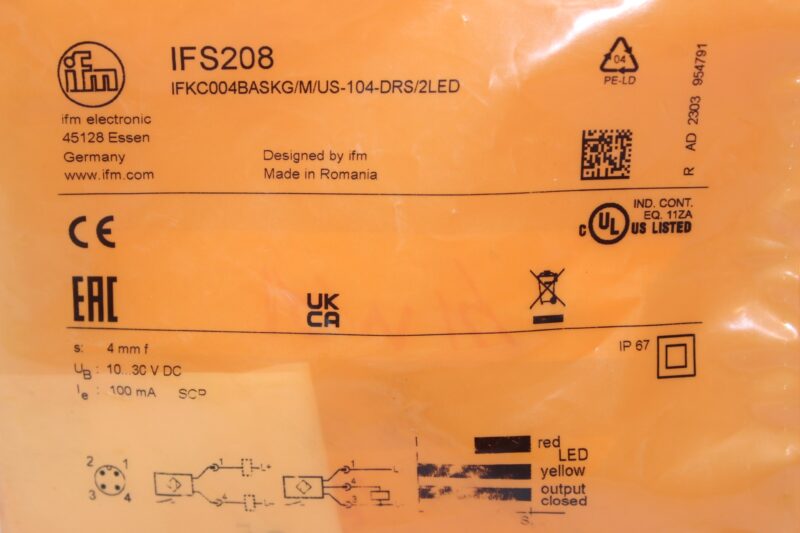 ifm
IFS208
IFKC004BASKG/M/US-104-DRS/2LED
04
PE-LD
R AD 2303 954791
ifm electronic
45128 Essen
Germany
www.ifm.com
Designed by ifm
Made in Romania
CE
C UL US LISTED
IND. CONT.
EQ. 11ZA
EAC
UK
CA
s: 4 mm f
UB: 10...30 V DC
Ie: 100 mA SCP
IP 67
2 1
3 4
1 L+
4 L-
1 L
4
3
red
LED
yellow
output
closed
S